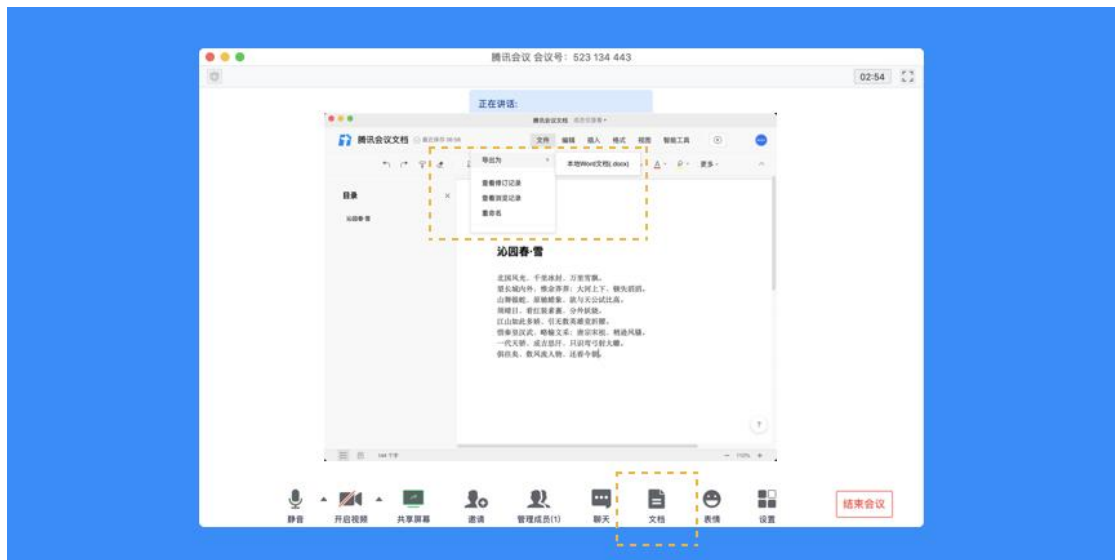 腾讯会议 会议号：523 134 443
02:54
正在讲话:
腾讯会议文档
腾讯会议文档
文件 编辑 插入 格式 视图 智能工具
导出为
本地Word文档(.docx)
更多
查看修订记录
查看浏览记录
重命名
目录
沁园春·雪
沁园春·雪
北国风光，千里冰封，万里雪飘。
望长城内外，惟余莽莽；大河上下，顿失滔滔。
山舞银蛇，原驰蜡象，欲与天公试比高。
须晴日，看红装素裹，分外妖娆。
江山如此多娇，引无数英雄竞折腰。
惜秦皇汉武，略输文采；唐宗宋祖，稍逊风骚。
一代天骄，成吉思汗，只识弯弓射大雕。
俱往矣，数风流人物，还看今朝。
静音
开启视频
共享屏幕
邀请
管理成员(1)
聊天
文档
表情
设置
结束会议